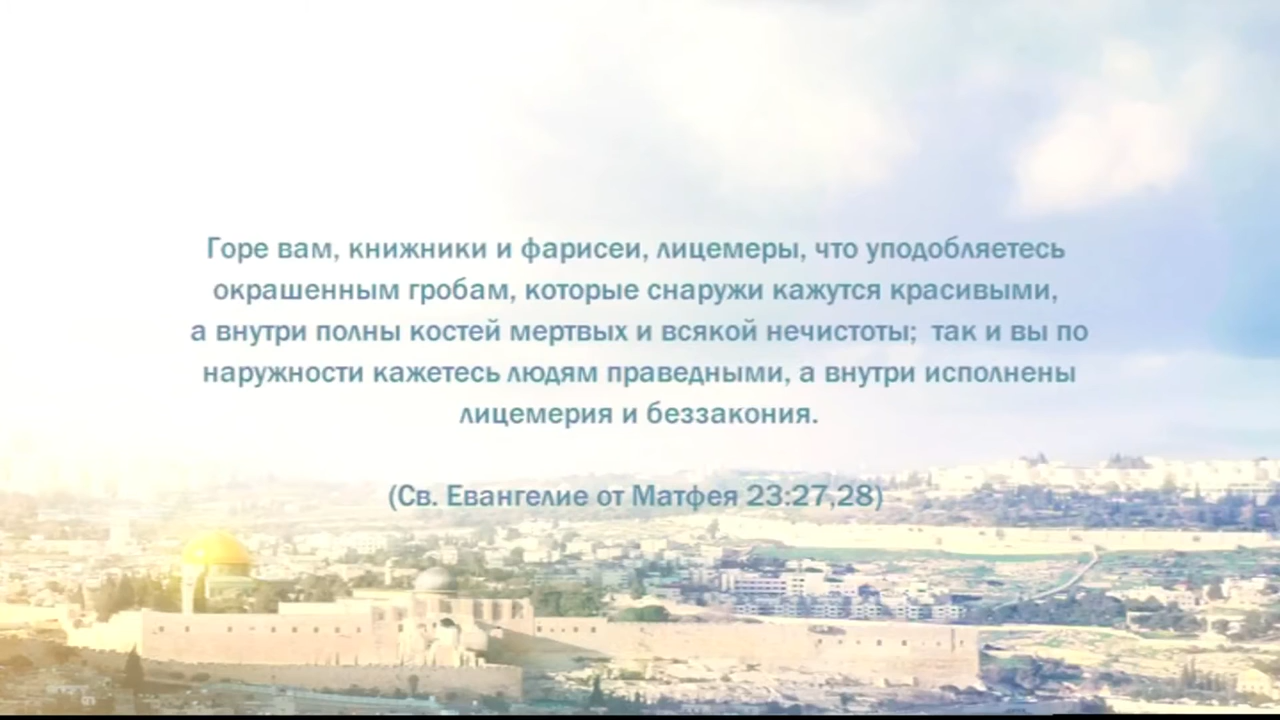 Горе вам, книжники и фарисеи, лицемеры, что уподобляетесь
окрашенным гробам, которые снаружи кажутся красивыми,
а внутри полны костей мертвых и всякой нечистоты;  так и вы по
наружности кажетесь людям праведными, а внутри исполнены
лицемерия и беззакония.
(Св. Евангелие от Матфея 23:27,28)